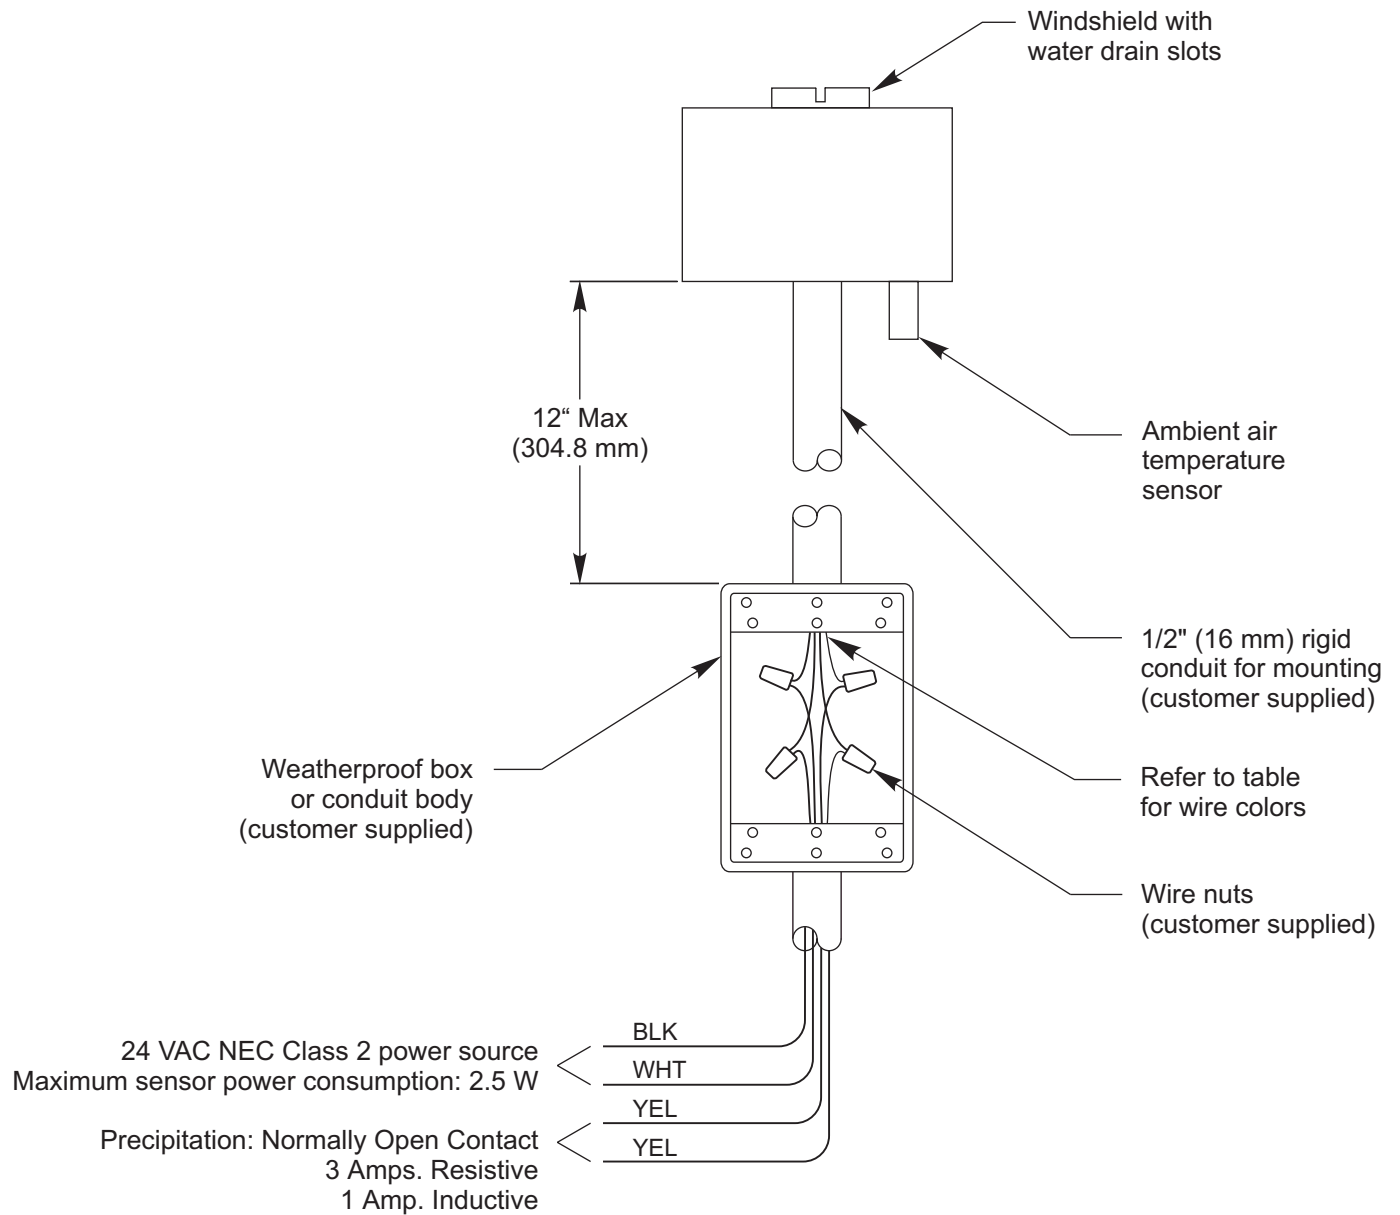 Windshield with
water drain slots
12“ Max
(304.8 mm)
Ambient air
temperature
sensor
1/2" (16 mm) rigid
conduit for mounting
(customer supplied)
Weatherproof box
or conduit body
(customer supplied)
Refer to table
for wire colors
Wire nuts
(customer supplied)
24 VAC NEC Class 2 power source
Maximum sensor power consumption: 2.5 W
BLK
WHT
YEL
YEL
Precipitation: Normally Open Contact
3 Amps. Resistive
1 Amp. Inductive